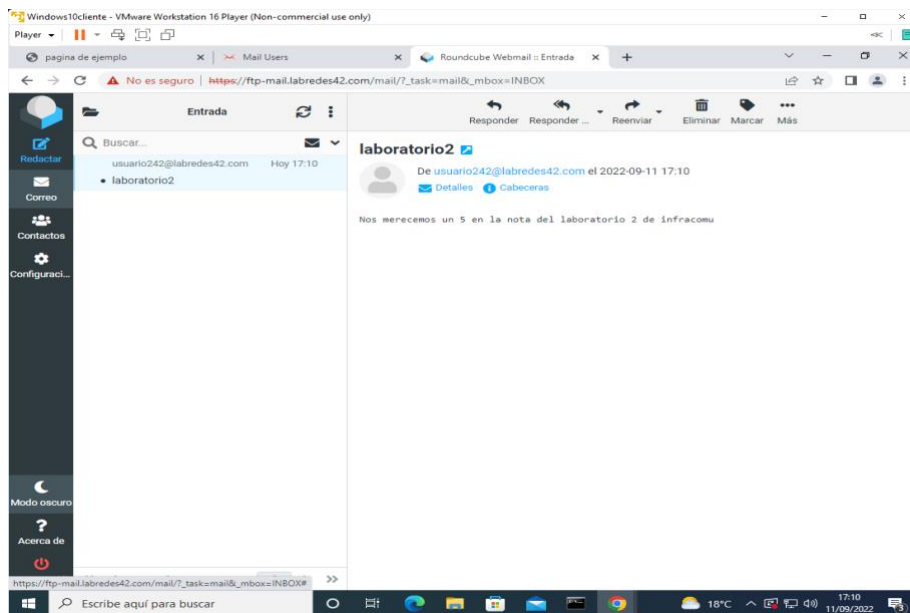 Windows10cliente - VMware Workstation 16 Player (Non-commercial use only)
Player
pagina de ejemplo
Mail Users
Roundcube Webmail :: Entrada
No es seguro | https://ftp-mail.labredes42.com/mail/?_task=mail&_mbox=INBOX
Entrada
Responder
Responder ...
Reenviar
Eliminar
Marcar
Más
Redactar
Correo
Contactos
Configuraci...
Buscar...
usuario242@labredes42.com
Hoy 17:10
laboratorio2
laboratorio2
De usuario242@labredes42.com el 2022-09-11 17:10
Detalles
Cabeceras
Nos merecemos un 5 en la nota del laboratorio 2 de infracomu
Modo oscuro
Acerca de
https://ftp-mail.labredes42.com/mail/?_task=mail&_mbox=INBOX#
Escribe aquí para buscar
18°C
17:10
11/09/2022